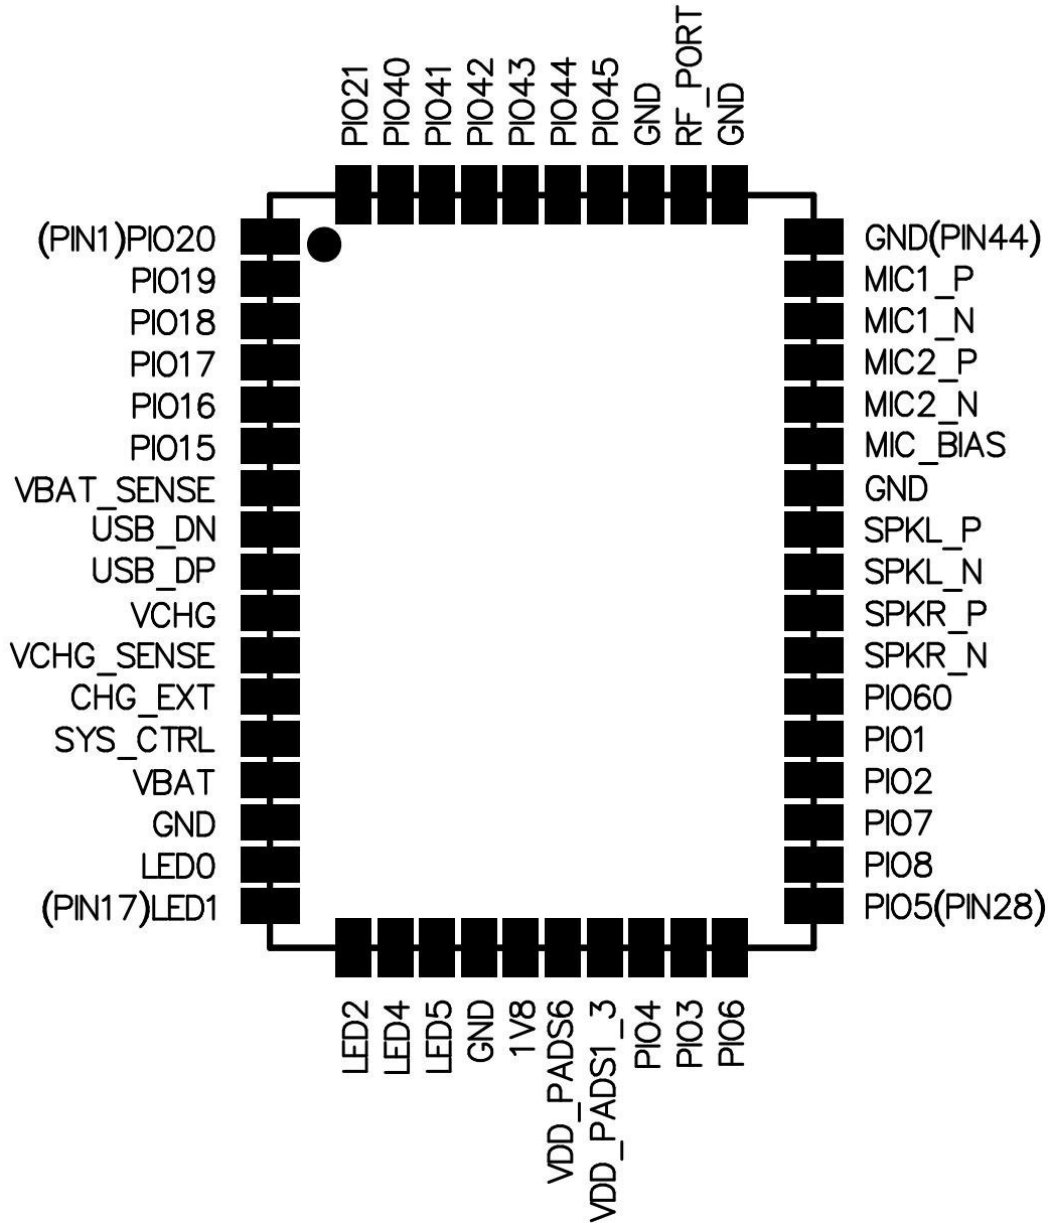 PIO21
PIO40
PIO41
PIO42
PIO43
PIO44
PIO45
GND
RF_PORT
GND
(PIN1)PIO20
PIO19
PIO18
PIO17
PIO16
PIO15
VBAT_SENSE
USB_DN
USB_DP
VCHG
VCHG_SENSE
CHG_EXT
SYS_CTRL
VBAT
GND
LED0
(PIN17)LED1
GND(PIN44)
MIC1_P
MIC1_N
MIC2_P
MIC2_N
MIC_BIAS
GND
SPKL_P
SPKL_N
SPKR_P
SPKR_N
PIO60
PIO1
PIO2
PIO7
PIO8
PIO5(PIN28)
LED2
LED4
LED5
GND
1V8
VDD_PADS6
VDD_PADS1_3
PIO4
PIO3
PIO6